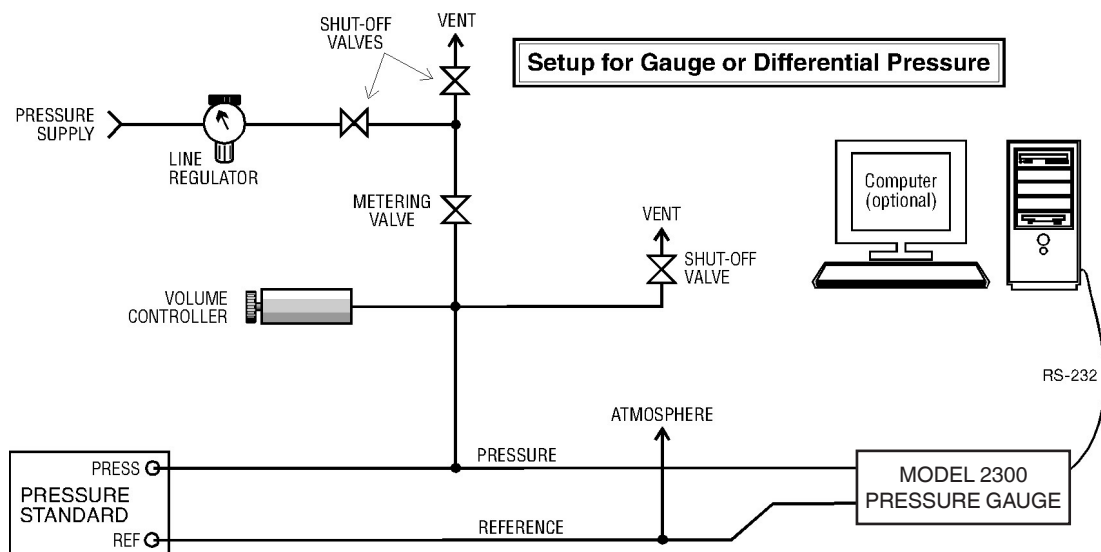 SHUT-OFF
VALVES
VENT
Setup for Gauge or Differential Pressure
PRESSURE
SUPPLY
LINE
REGULATOR
METERING
VALVE
Computer
(optional)
VENT
SHUT-OFF
VALVE
VOLUME
CONTROLLER
RS-232
ATMOSPHERE
PRESS
PRESSURE
STANDARD
REF
PRESSURE
REFERENCE
MODEL 2300
PRESSURE GAUGE